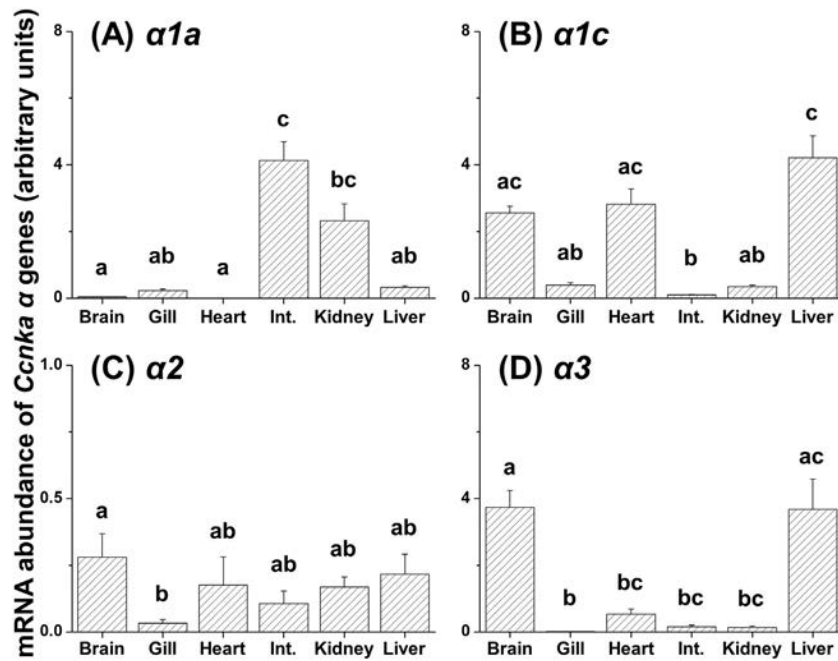 mRNA abundance of Ccnka α genes (arbitrary units)
(A) α1a
8
4
0
a
ab
a
c
bc
ab
Brain Gill Heart Int. Kidney Liver
(B) α1c
8
4
0
ac
ab
ac
b
ab
c
Brain Gill Heart Int. Kidney Liver
(C) α2
1.0
0.5
0.0
a
b
ab
ab
ab
ab
Brain Gill Heart Int. Kidney Liver
(D) α3
8
4
0
a
b
bc
bc
bc
ac
Brain Gill Heart Int. Kidney Liver